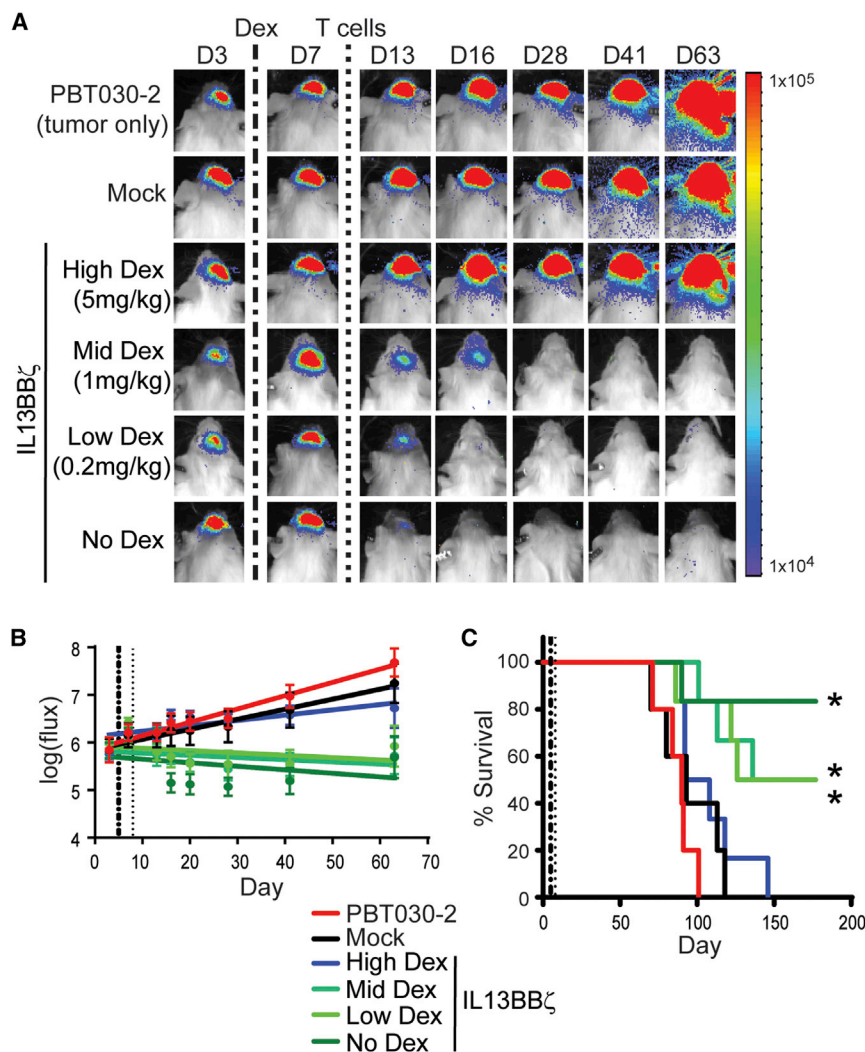 A
Dex T cells
D3 D7 D13 D16 D28 D41 D63
PBT030-2
(tumor only)
Mock
High Dex
(5mg/kg)
Mid Dex
(1mg/kg)
Low Dex
(0.2mg/kg)
No Dex
IL13BBζ
1x10⁵
1x10⁴
B
log(flux)
8
7
6
5
4
0 10 20 30 40 50 60 70
Day
C
% Survival
100
80
60
40
20
0
0 50 100 150 200
Day
*
*
*
PBT030-2
Mock
High Dex
Mid Dex
Low Dex
No Dex
IL13BBζ